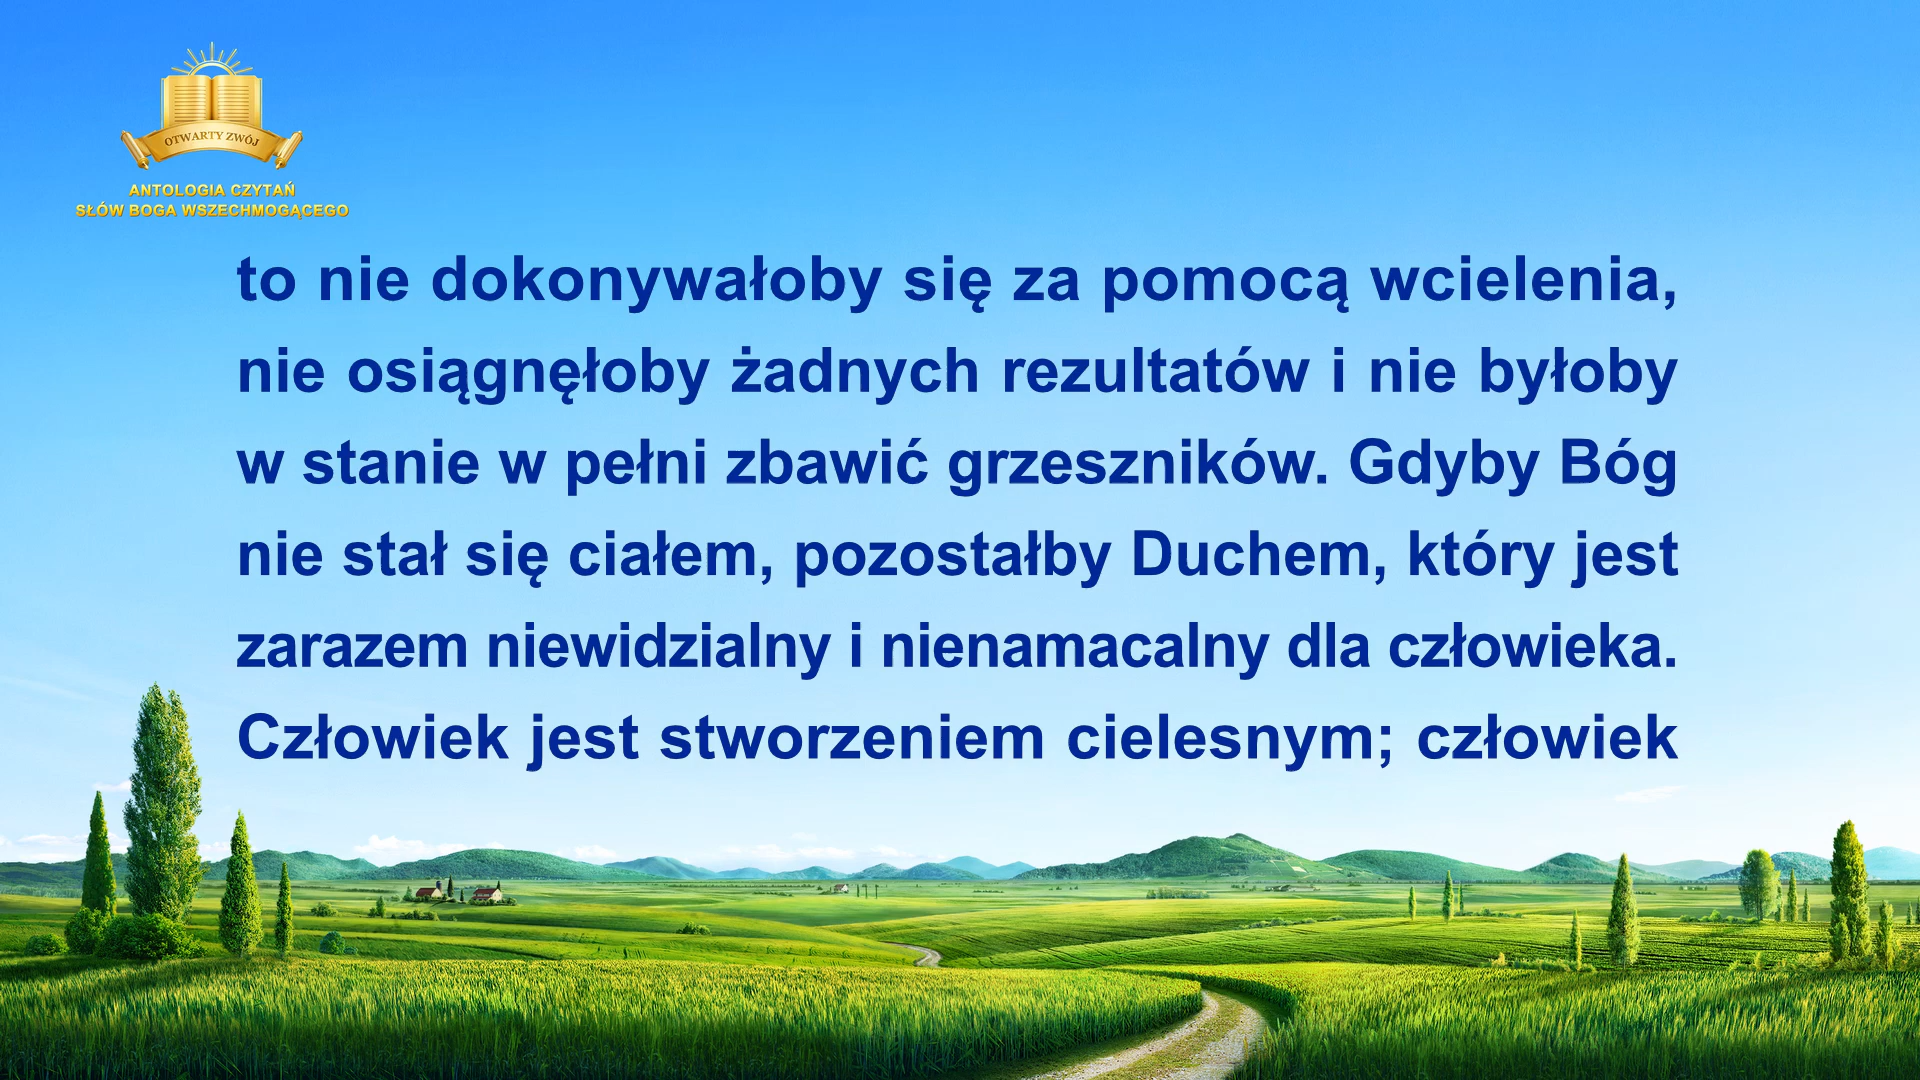 OTWARTY ZWÓJ
ANTOLOGIA CZYTAŃ
SŁÓW BOGA WSZECHMOGĄCEGO
to nie dokonywałoby się za pomocą wcielenia,
nie osiągnęłoby żadnych rezultatów i nie byłoby
w stanie w pełni zbawić grzeszników. Gdyby Bóg
nie stał się ciałem, pozostałby Duchem, który jest
zarazem niewidzialny i nienamacalny dla człowieka.
Człowiek jest stworzeniem cielesnym; człowiek